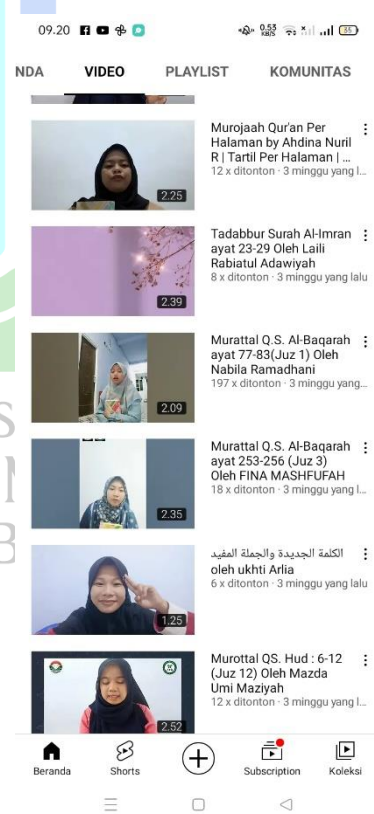 09.20
0.53
KB/S
35
NDA
VIDEO
PLAYLIST
KOMUNITAS
2.25
Murojaah Qur'an Per
Halaman by Ahdina Nuril
R | Tartil Per Halaman | ...
12 x ditonton · 3 minggu yang l...
2.39
Tadabbur Surah Al-Imran
ayat 23-29 Oleh Laili
Rabiatul Adawiyah
8 x ditonton · 3 minggu yang lalu
2.09
Murattal Q.S. Al-Baqarah
ayat 77-83(Juz 1) Oleh
Nabila Ramadhani
197 x ditonton · 3 minggu yang...
2.35
Murattal Q.S. Al-Baqarah
ayat 253-256 (Juz 3)
Oleh FINA MASHFUFAH
18 x ditonton · 3 minggu yang l...
1.25
الكلمة الجديدة والجملة المفيد
oleh ukhti Arlia
6 x ditonton · 3 minggu yang lalu
2.52
Murottal QS. Hud : 6-12
(Juz 12) Oleh Mazda
Umi Maziyah
12 x ditonton · 3 minggu yang l...
Beranda
Shorts
Subscription
Koleksi